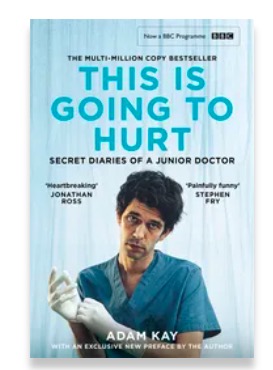 Now a BBC Programme BBC
THE MULTI-MILLION COPY BESTSELLER
THIS IS
GOING TO
HURT
SECRET DIARIES OF A JUNIOR DOCTOR
'Heartbreaking'
JONATHAN
ROSS
'Painfully funny'
STEPHEN
FRY
ADAM KAY
WITH AN EXCLUSIVE NEW PREFACE BY THE AUTHOR